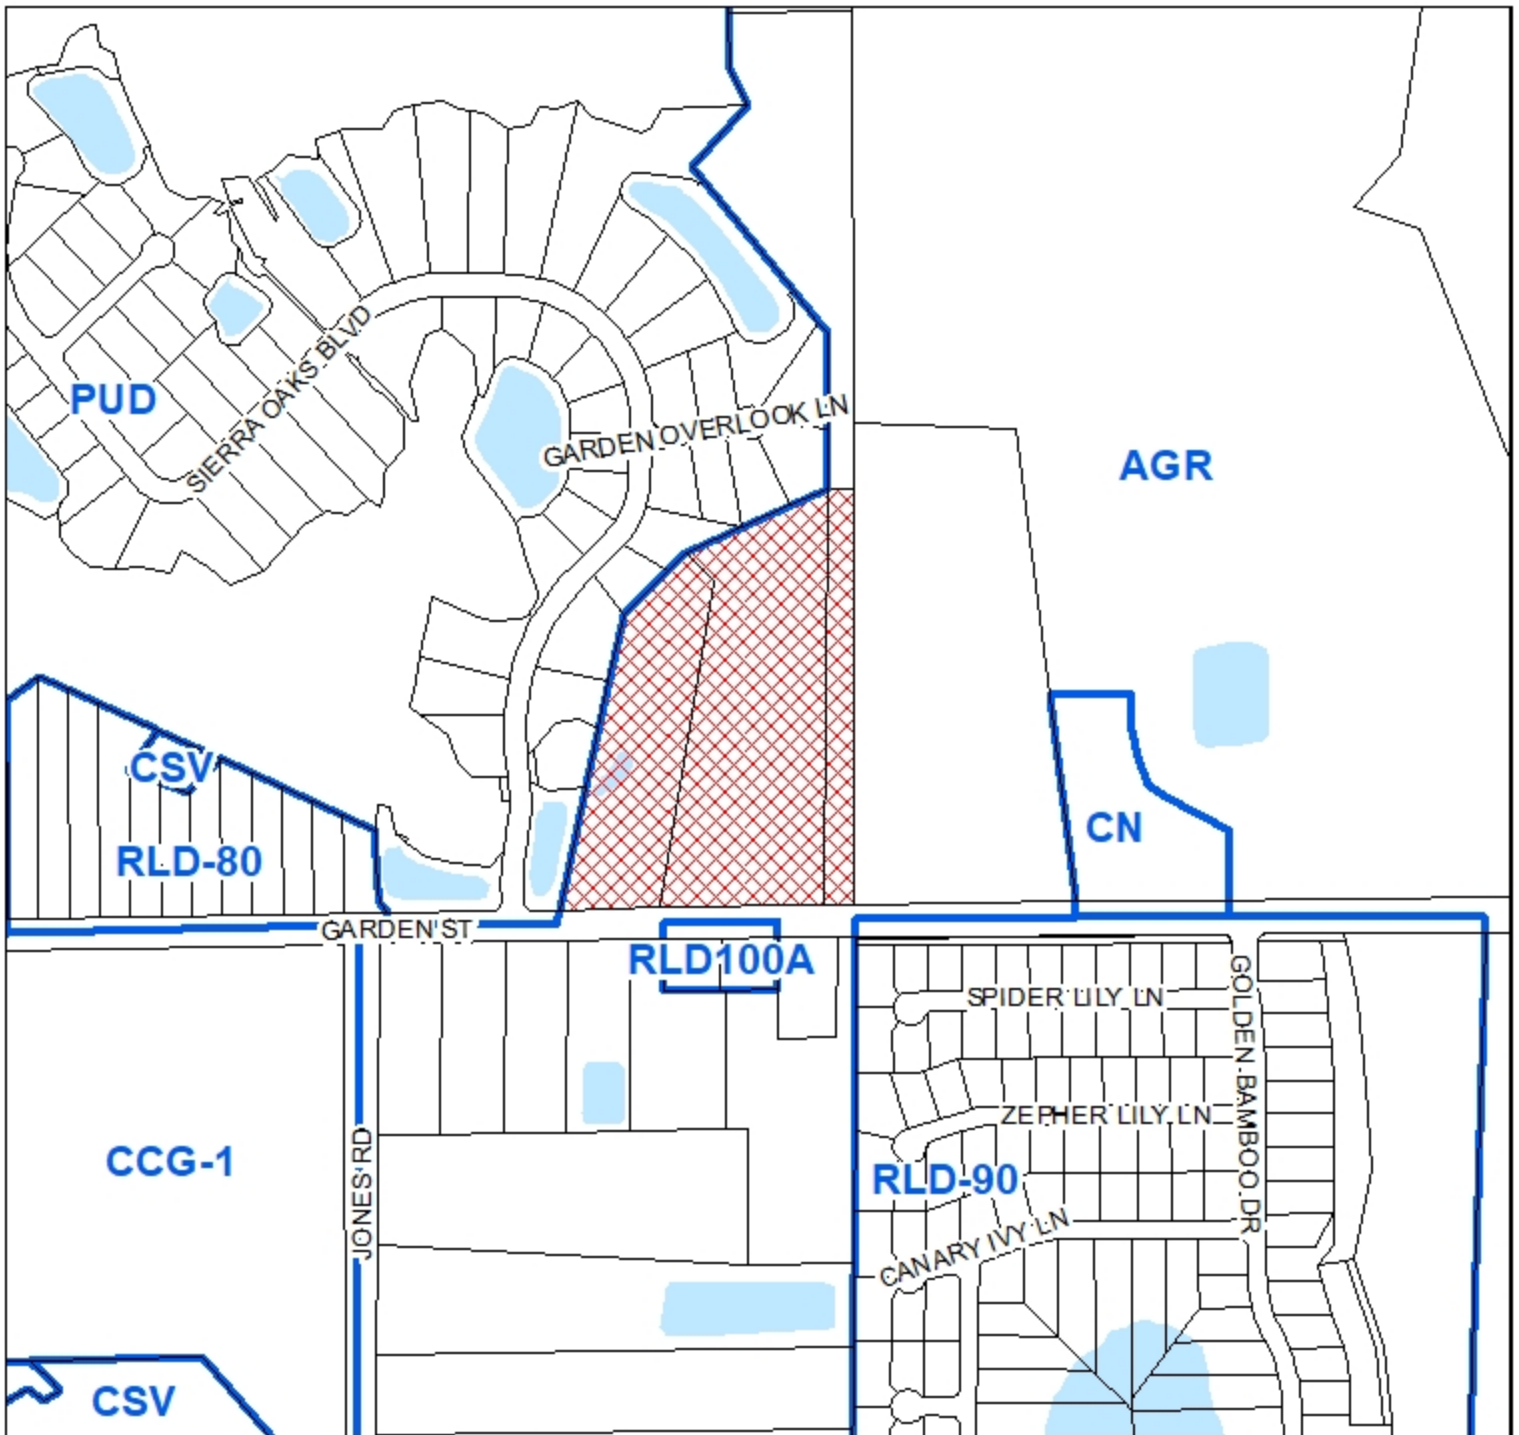 SIERRA OAKS BLVD
PUD
GARDEN OVERLOOK LN
AGR
CSV
CN
RLD-80
GARDEN ST
RLD100A
GOLDEN BAMBOO DR
SPIDER LILY LN
ZEPHER LILY LN
JONES RD
CCG-1
RLD-90
CANARY IVY LN
CSV